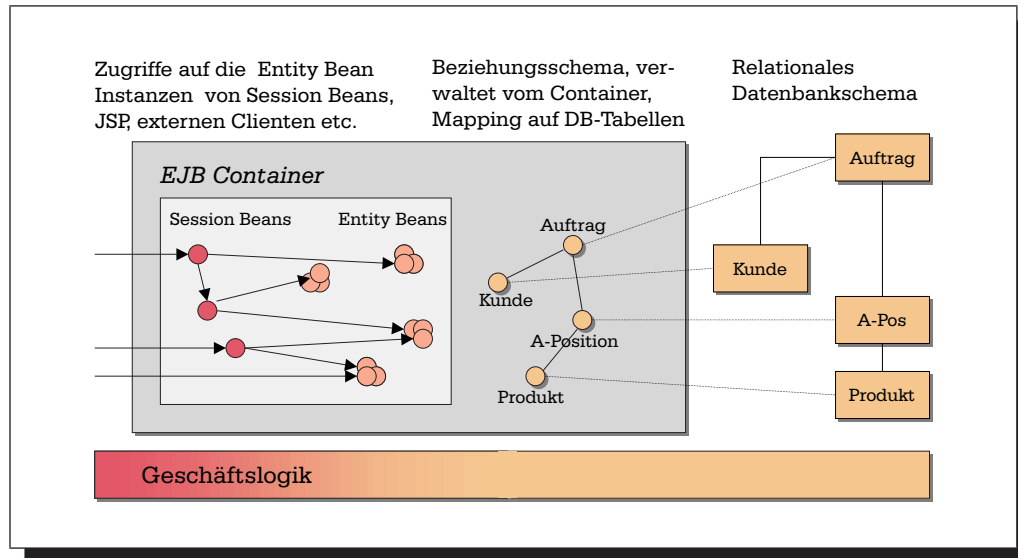 Zugriffe auf die Entity Bean
Instanzen von Session Beans,
JSP, externen Clienten etc.
Beziehungsschema, ver-
waltet vom Container,
Mapping auf DB-Tabellen
Relationales
Datenbankschema
EJB Container
Session Beans
Entity Beans
Auftrag
Kunde
A-Position
Produkt
Auftrag
Kunde
A-Pos
Produkt
Geschäftslogik